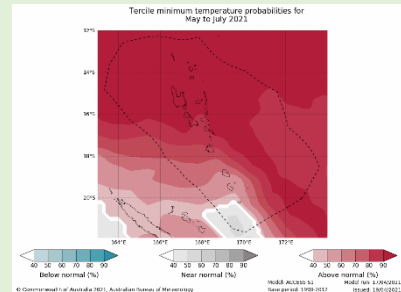 Tercile minimum temperature probabilities for
May to July 2021
12°S
14°S
16°S
18°S
20°S
164°E 166°E 168°E 170°E 172°E
40 50 60 70 80 90 40 50 60 70 80 90 40 50 60 70 80 90
Below normal (%) Near normal (%) Above normal (%)
Model: ACCESS-S1 Model run: 17/04/2021
© Commonwealth of Australia 2021, Australian Bureau of Meteorology Base period: 1990-2012 Issued: 19/04/2021